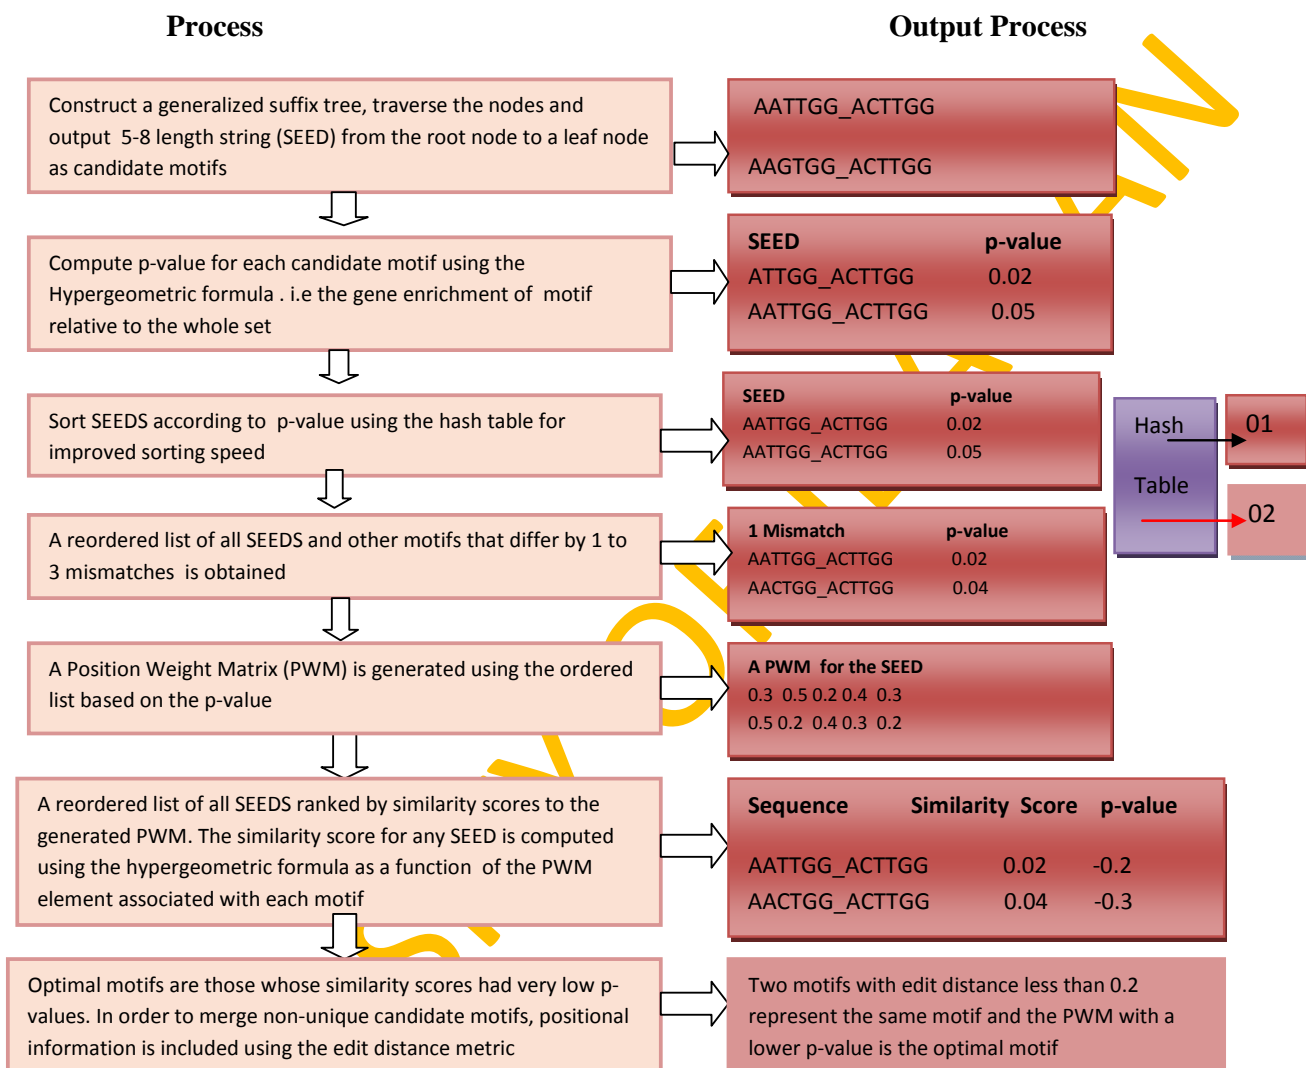 Process
Output Process
Construct a generalized suffix tree, traverse the nodes and
output 5-8 length string (SEED) from the root node to a leaf node
as candidate motifs
AATTGG_ACTTGG
AAGTGG_ACTTGG
Compute p-value for each candidate motif using the
Hypergeometric formula . i.e the gene enrichment of motif
relative to the whole set
SEED p-value
ATTGG_ACTTGG 0.02
AATTGG_ACTTGG 0.05
Sort SEEDS according to p-value using the hash table for
improved sorting speed
SEED p-value
AATTGG_ACTTGG 0.02
AATTGG_ACTTGG 0.05
Hash
Table
01
02
A reordered list of all SEEDS and other motifs that differ by 1 to
3 mismatches is obtained
1 Mismatch p-value
AATTGG_ACTTGG 0.02
AACTGG_ACTTGG 0.04
A Position Weight Matrix (PWM) is generated using the ordered
list based on the p-value
A PWM for the SEED
0.3 0.5 0.2 0.4 0.3
0.5 0.2 0.4 0.3 0.2
A reordered list of all SEEDS ranked by similarity scores to the
generated PWM. The similarity score for any SEED is computed
using the hypergeometric formula as a function of the PWM
element associated with each motif
Sequence Similarity Score p-value
AATTGG_ACTTGG 0.02 -0.2
AACTGG_ACTTGG 0.04 -0.3
Optimal motifs are those whose similarity scores had very low p-
values. In order to merge non-unique candidate motifs, positional
information is included using the edit distance metric
Two motifs with edit distance less than 0.2
represent the same motif and the PWM with a
lower p-value is the optimal motif